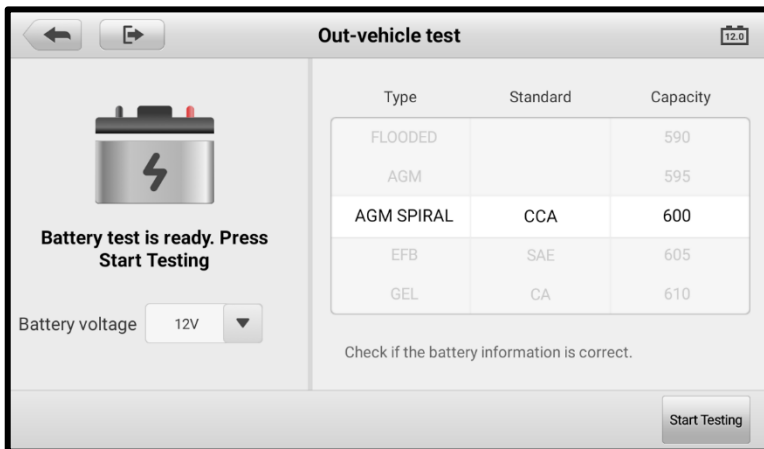 Out-vehicle test
12.0
Battery test is ready. Press
Start Testing
Battery voltage
12V
Type Standard Capacity
FLOODED 590
AGM 595
AGM SPIRAL CCA 600
EFB SAE 605
GEL CA 610
Check if the battery information is correct.
Start Testing